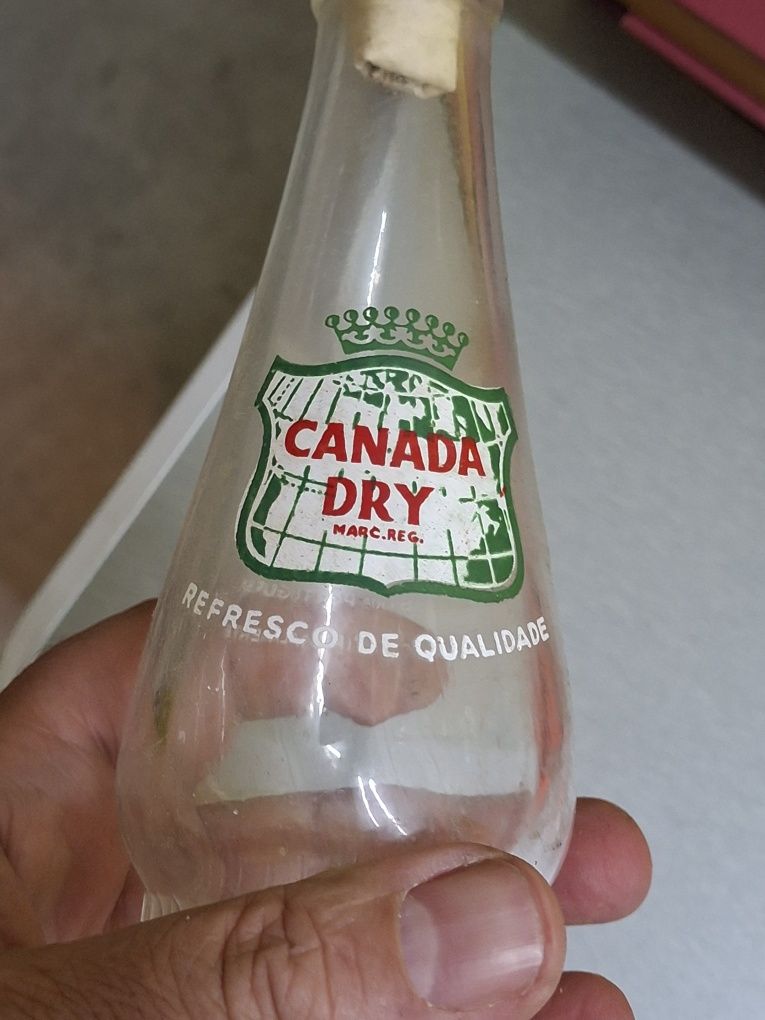 CANADA
DRY
MARC.REG.
REFRESCO DE QUALIDADE